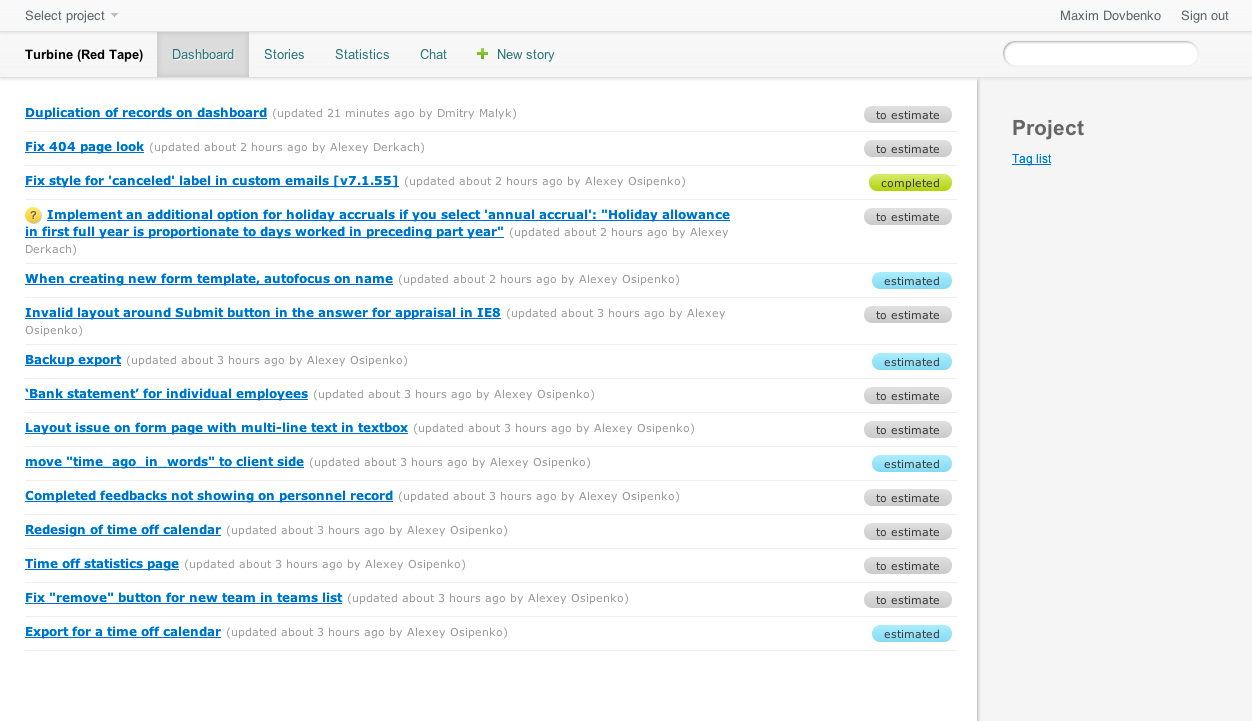 Select project Maxim Dovbenko Sign out
Turbine (Red Tape) Dashboard Stories Statistics Chat New story
Duplication of records on dashboard (updated 21 minutes ago by Dmitry Malyk) to estimate
Project
Fix 404 page look (updated about 2 hours ago by Alexey Derkach) to estimate
Tag list
Fix style for 'canceled' label in custom emails [v7.1.55] (updated about 2 hours ago by Alexey Osipenko) completed
? Implement an additional option for holiday accruals if you select 'annual accrual': "Holiday allowance to estimate
in first full year is proportionate to days worked in preceding part year" (updated about 2 hours ago by Alexey
Derkach)
When creating new form template, autofocus on name (updated about 2 hours ago by Alexey Osipenko) estimated
Invalid layout around Submit button in the answer for appraisal in IE8 (updated about 3 hours ago by Alexey to estimate
Osipenko)
Backup export (updated about 3 hours ago by Alexey Osipenko) estimated
‘Bank statement’ for individual employees (updated about 3 hours ago by Alexey Osipenko) to estimate
Layout issue on form page with multi-line text in textbox (updated about 3 hours ago by Alexey Osipenko) to estimate
move "time_ago_in_words" to client side (updated about 3 hours ago by Alexey Osipenko) estimated
Completed feedbacks not showing on personnel record (updated about 3 hours ago by Alexey Osipenko) to estimate
Redesign of time off calendar (updated about 3 hours ago by Alexey Osipenko) to estimate
Time off statistics page (updated about 3 hours ago by Alexey Osipenko) to estimate
Fix "remove" button for new team in teams list (updated about 3 hours ago by Alexey Osipenko) to estimate
Export for a time off calendar (updated about 3 hours ago by Alexey Osipenko) estimated